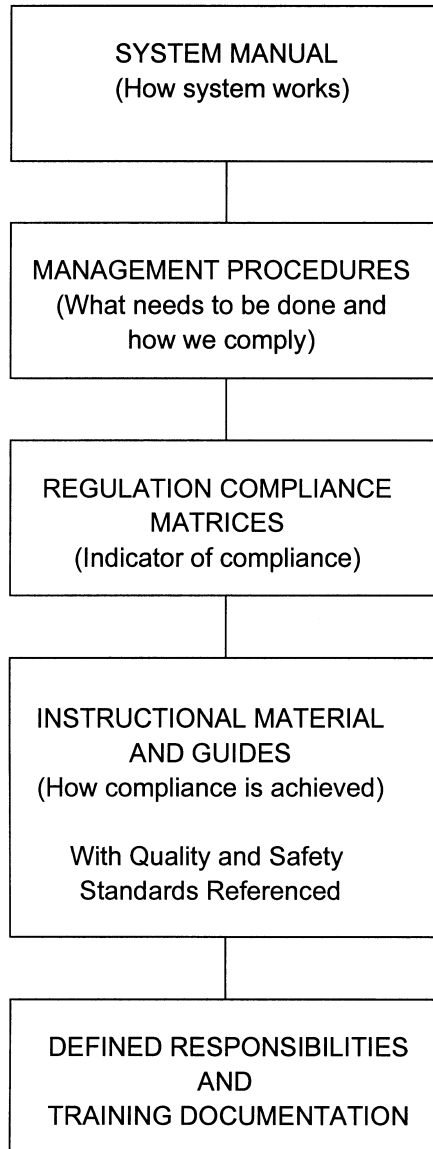 SYSTEM MANUAL
(How system works)
MANAGEMENT PROCEDURES
(What needs to be done and
how we comply)
REGULATION COMPLIANCE
MATRICES
(Indicator of compliance)
INSTRUCTIONAL MATERIAL
AND GUIDES
(How compliance is achieved)
With Quality and Safety
Standards Referenced
DEFINED RESPONSIBILITIES
AND
TRAINING DOCUMENTATION